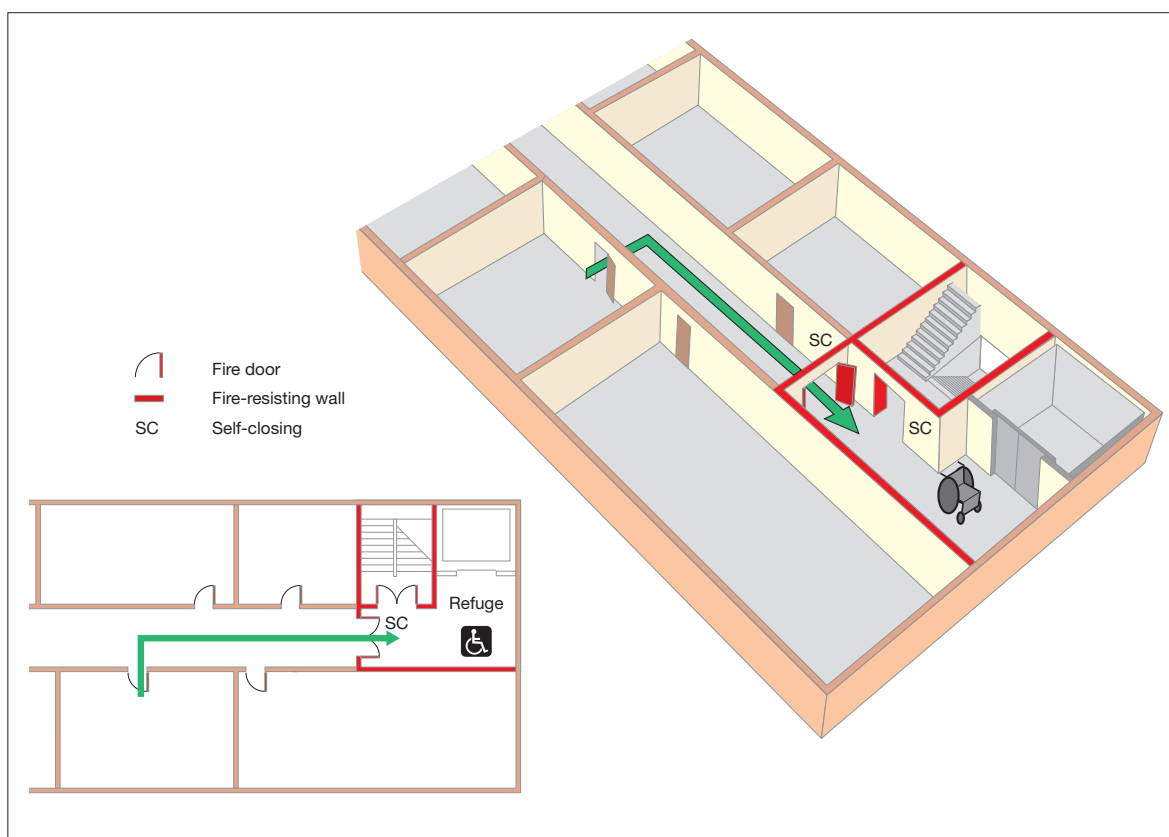 SC
SC
Fire door
Fire-resisting wall
SC Self-closing
Refuge
SC